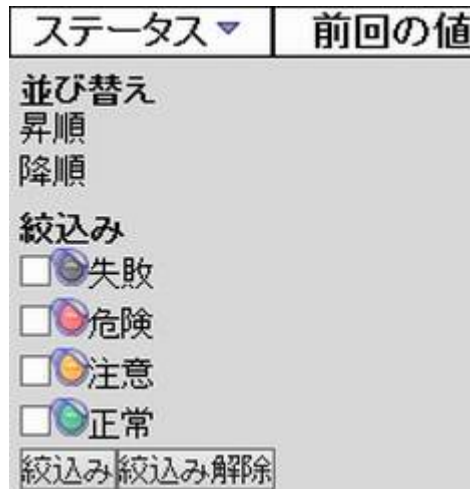 ステータス▼ 前回の値
並び替え
昇順
降順
絞込み
失敗
危険
注意
正常
絞込み 絞込み解除